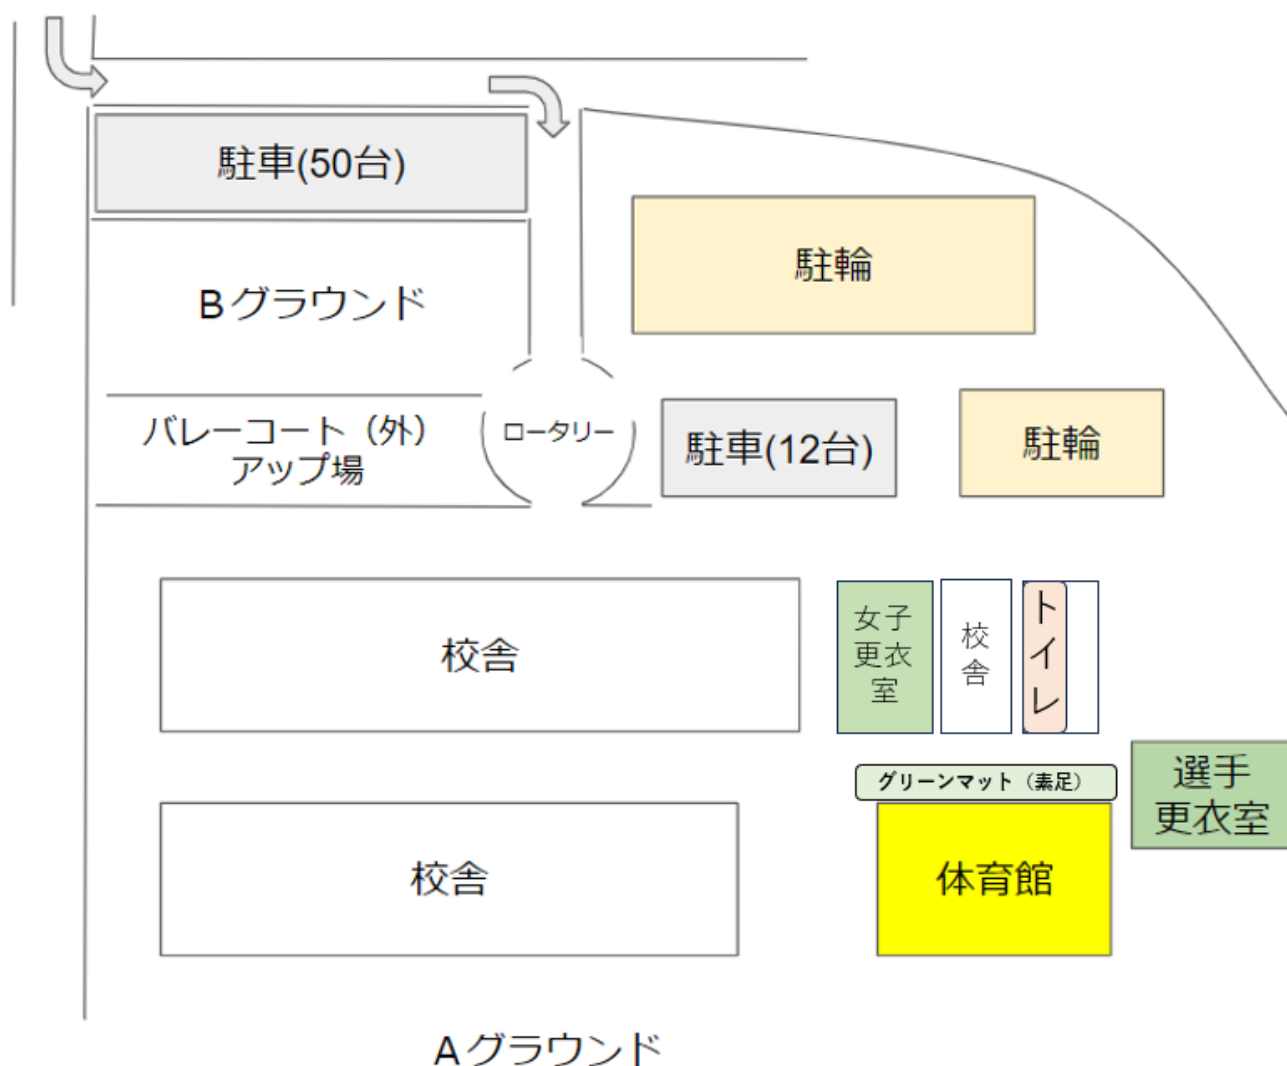 駐車(50台)
駐輪
Bグラウンド
バレーコート（外）
アップ場
ロータリー
駐車(12台)
駐輪
校舎
女子
更衣
室
校
舎
トイレ
グリーンマット（素足）
選手
更衣室
校舎
体育館
Aグラウンド